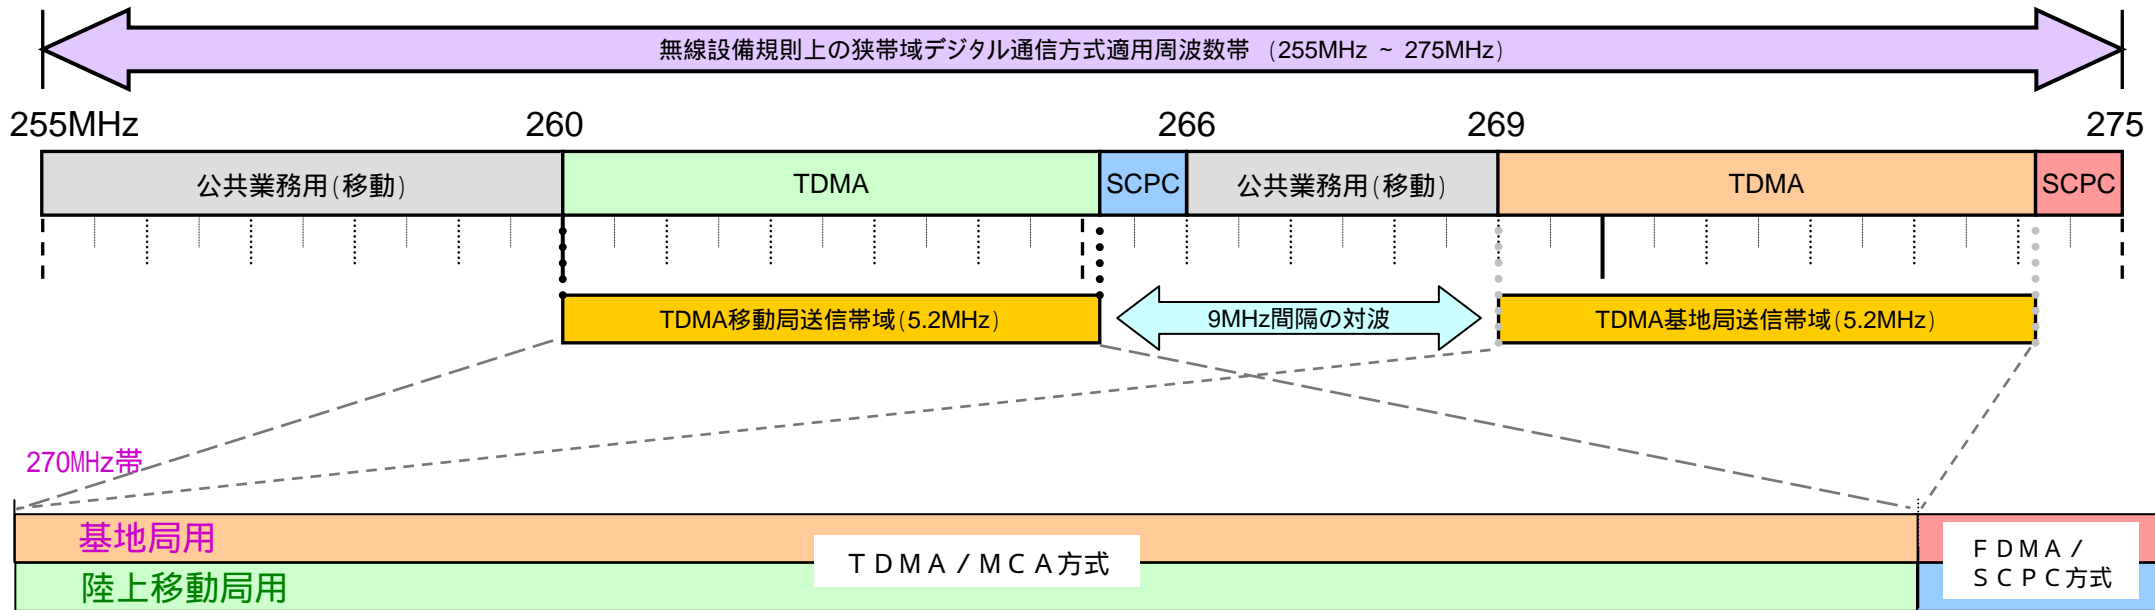 無線設備規則上の狭帯域デジタル通信方式適用周波数帯 (255MHz ~ 275MHz)
255MHz 260 266 269 275
公共業務用(移動) TDMA SCPC 公共業務用(移動) TDMA SCPC
TDMA移動局送信帯域(5.2MHz) 9MHz間隔の対波 TDMA基地局送信帯域(5.2MHz)
270MHz帯
基地局用
TDMA/MCA方式
FDMA/
SCPC方式
陸上移動局用